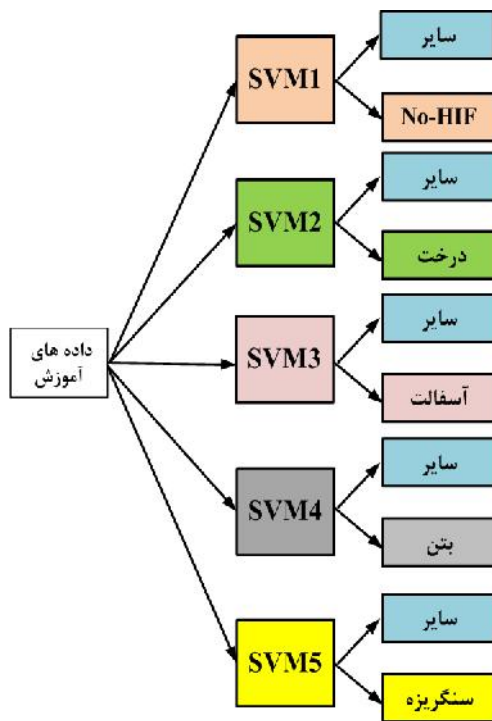 سایر
SVM1
No-HIF
سایر
SVM2
درخت
سایر
داده های
آموزش
SVM3
آسفالت
سایر
SVM4
بتن
سایر
SVM5
سنگریزه